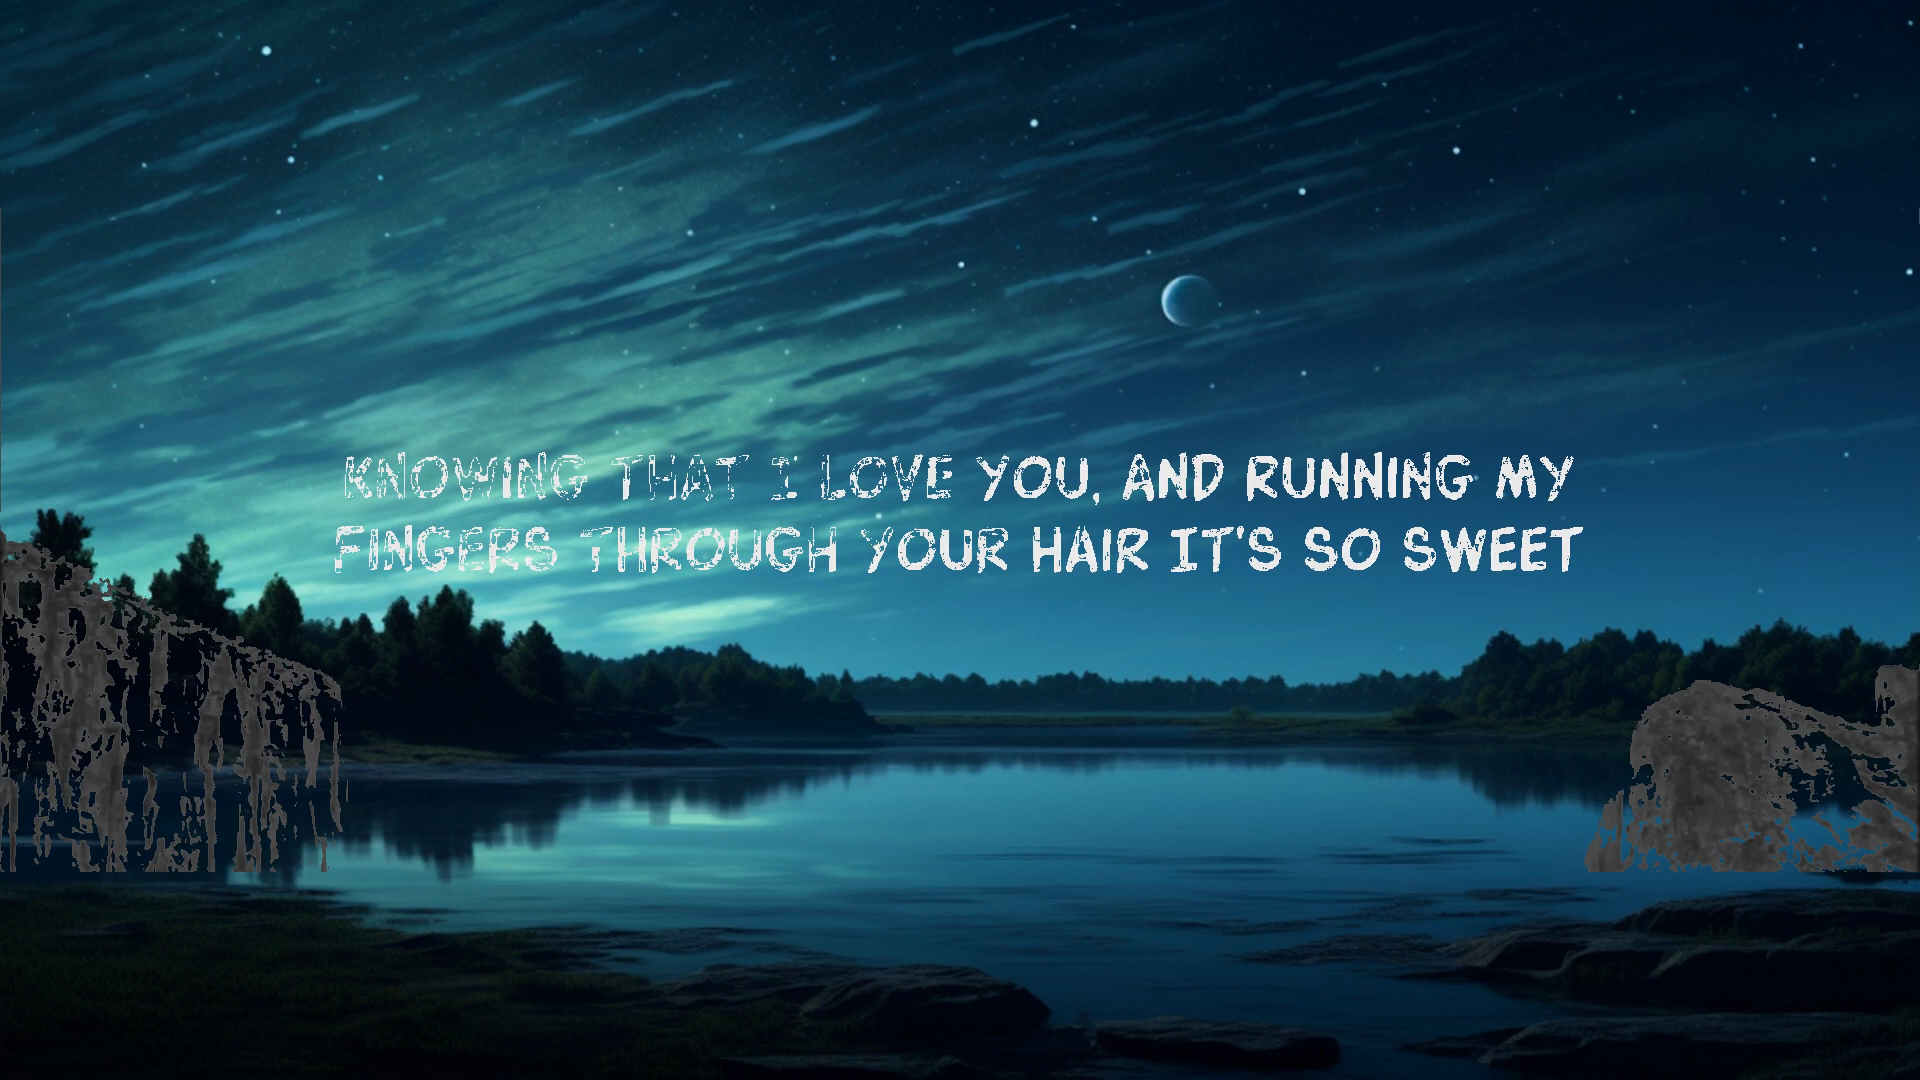 KNOWING THAT I LOVE YOU, AND RUNNING MY
FINGERS THROUGH YOUR HAIR IT'S SO SWEET